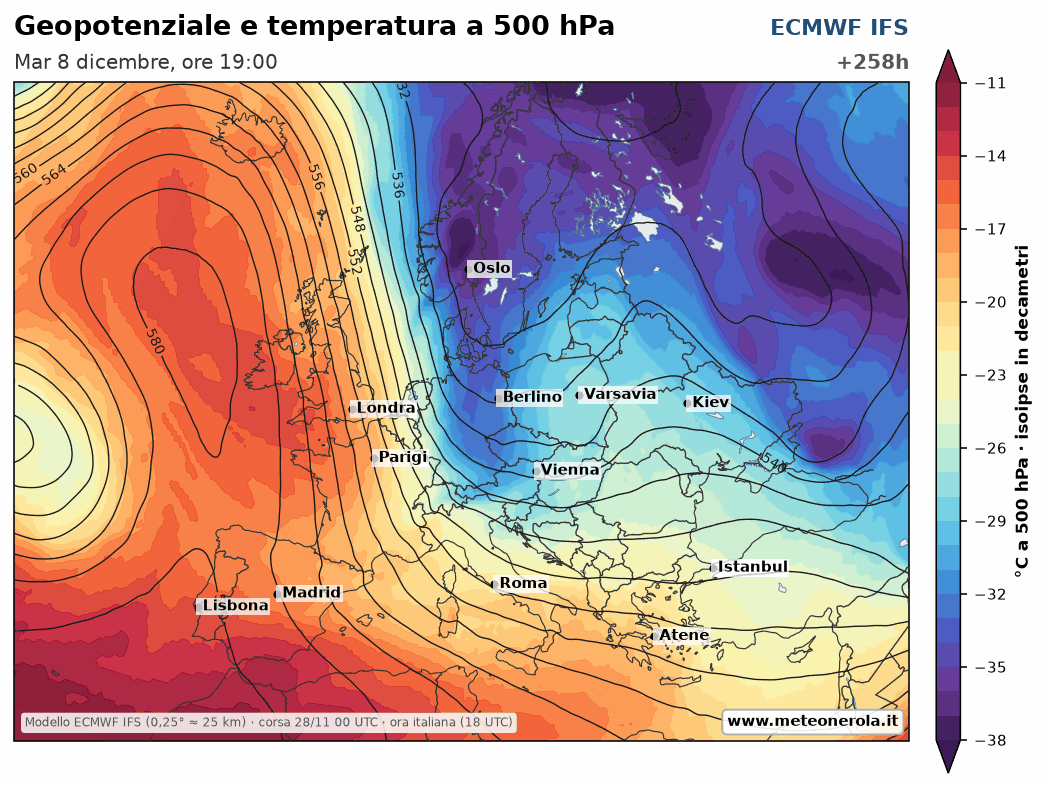 Geopotenziale e temperatura a 500 hPa
ECMWF IFS
Mar 8 dicembre, ore 19:00
+258h
560
564
556
548
552
536
532
580
544
Oslo
Londra
Berlino
Varsavia
Kiev
Parigi
Vienna
Istanbul
Roma
Madrid
Lisbona
Atene
Modello ECMWF IFS (0,25° ≈ 25 km) · corsa 28/11 00 UTC · ora italiana (18 UTC)
www.meteonerola.it
−11
−14
−17
−20
−23
−26
−29
−32
−35
−38
°C a 500 hPa · isoipse in decametri